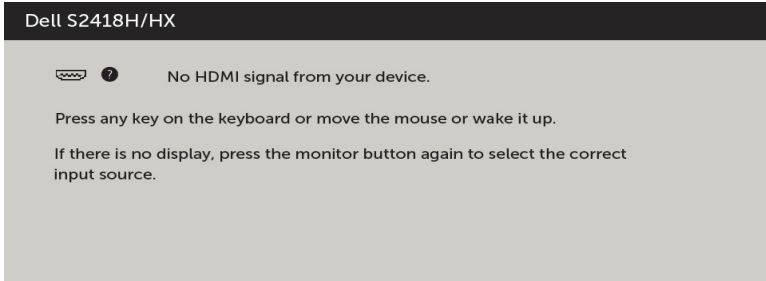 Dell S2418H/HX
?
No HDMI signal from your device.
Press any key on the keyboard or move the mouse or wake it up.
If there is no display, press the monitor button again to select the correct
input source.